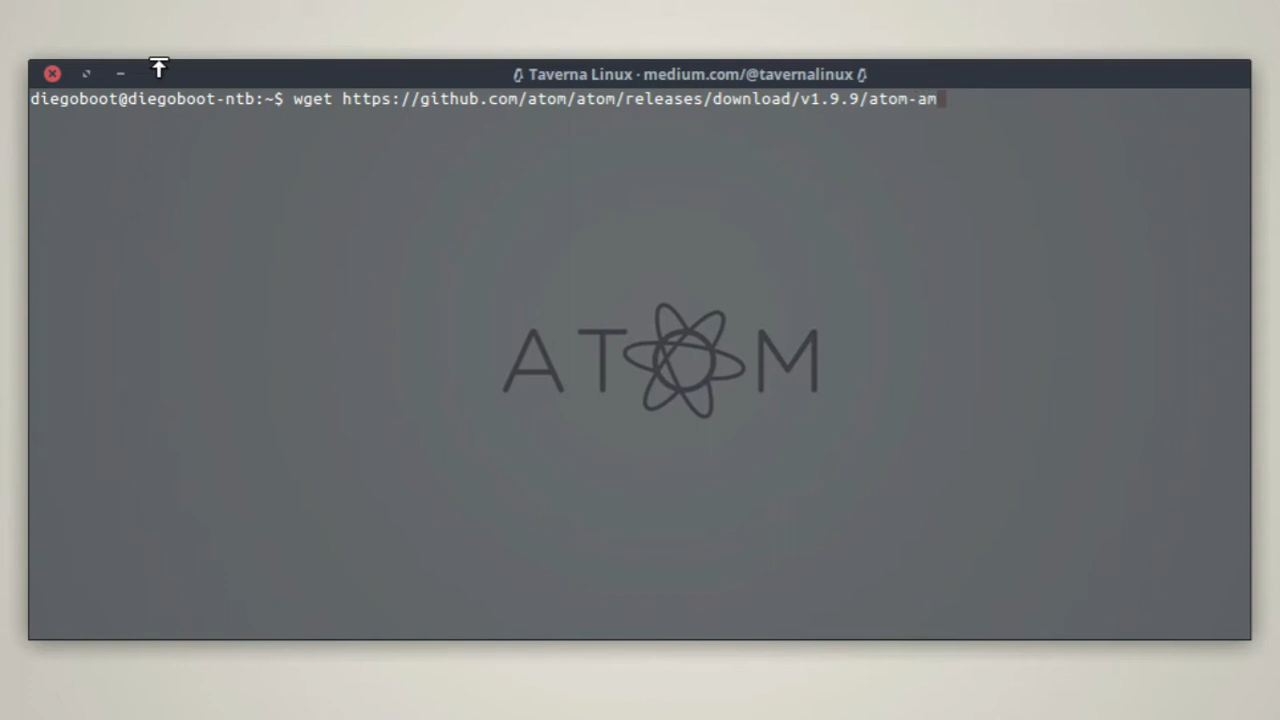 Taverna Linux · medium.com/@tavernalinux
diegoboot@diegoboot-ntb:~$ wget https://github.com/atom/atom/releases/download/v1.9.9/atom-am
ATOM